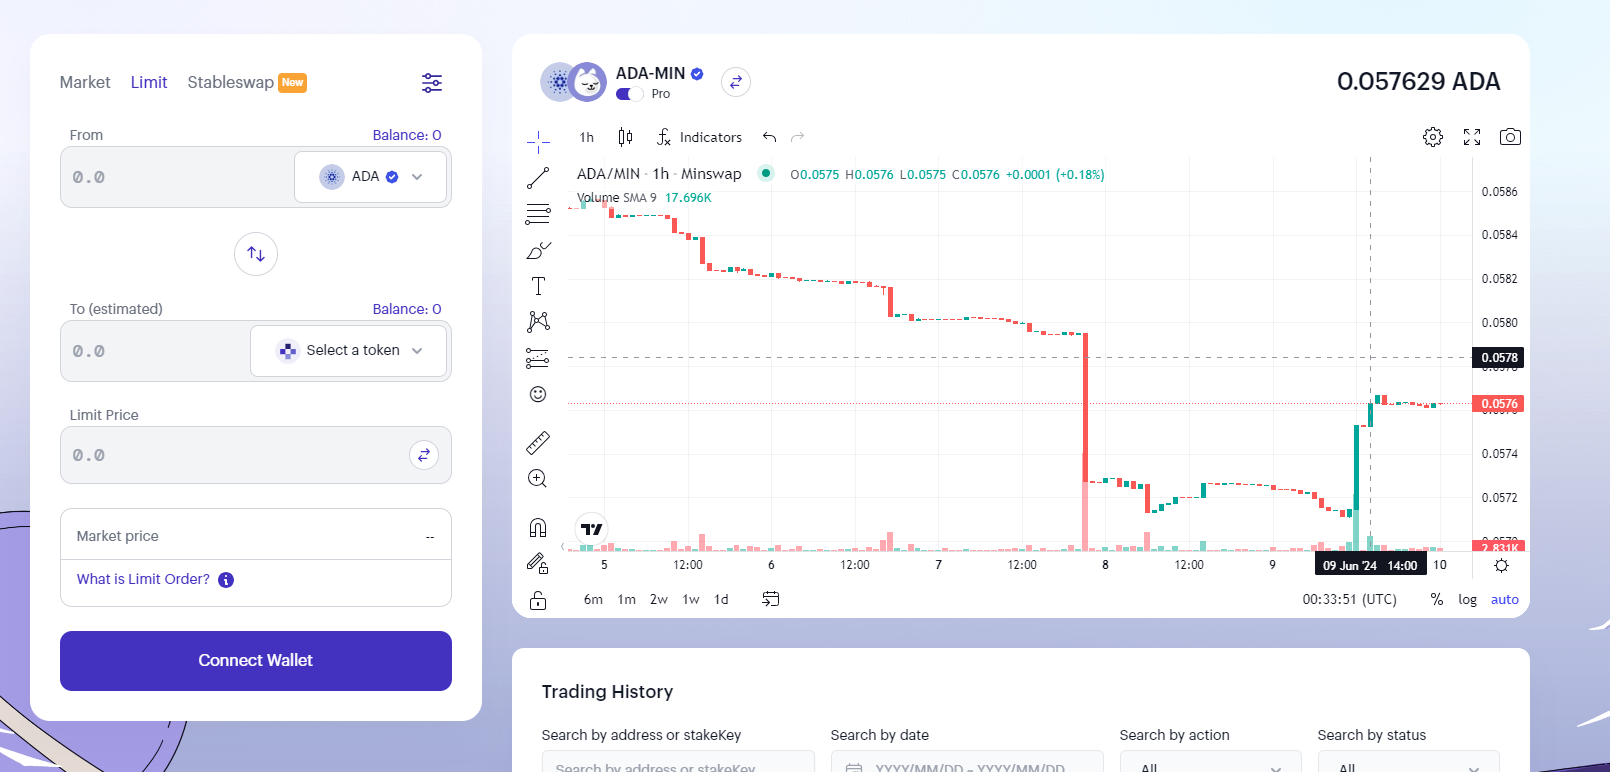 Market Limit Stableswap New
From Balance: 0
0.0 ADA
To (estimated) Balance: 0
0.0 Select a token
Limit Price
0.0
Market price --
What is Limit Order?
Connect Wallet
ADA-MIN
Pro
0.057629 ADA
1h Indicators
ADA/MIN · 1h · Minswap O0.0575 H0.0576 L0.0575 C0.0576 +0.0001 (+0.18%)
Volume SMA 9 17.696K
0.0586
0.0584
0.0582
0.0580
0.0578
0.0576
0.0574
0.0572
2.831K
5 12:00 6 12:00 7 12:00 8 12:00 9 09 Jun '24 14:00 10
6m 1m 2w 1w 1d 00:33:51 (UTC) % log auto
Trading History
Search by address or stakeKey Search by date Search by action Search by status
Search by address or stakeKey YYYY/MM/DD - YYYY/MM/DD All All